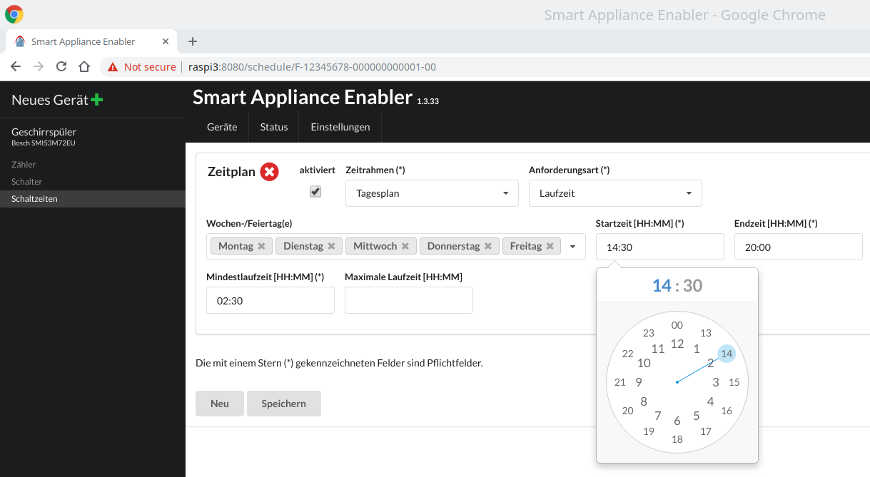 Smart Appliance Enabler - Google Chrome
Smart Appliance Enabler
Not secure | raspi3:8080/schedule/F-12345678-000000000001-00
Neues Gerät
Smart Appliance Enabler 1.3.33
Geräte Status Einstellungen
Geschirrspüler
Bosch SMI53M72EU
Zähler
Schalter
Schaltzeiten
Zeitplan
aktiviert
Zeitrahmen (*)
Tagesplan
Anforderungsart (*)
Laufzeit
Wochen-/Feiertag(e)
Montag Dienstag Mittwoch Donnerstag Freitag
Startzeit [HH:MM] (*)
14:30
Endzeit [HH:MM] (*)
20:00
Mindestlaufzeit [HH:MM] (*)
02:30
Maximale Laufzeit [HH:MM]
14 : 30
00
23 13
12
22 11 1 14
10 2
21 9 3 15
8 4
20 7 5 16
6
19 17
18
Die mit einem Stern (*) gekennzeichneten Felder sind Pflichtfelder.
Neu Speichern